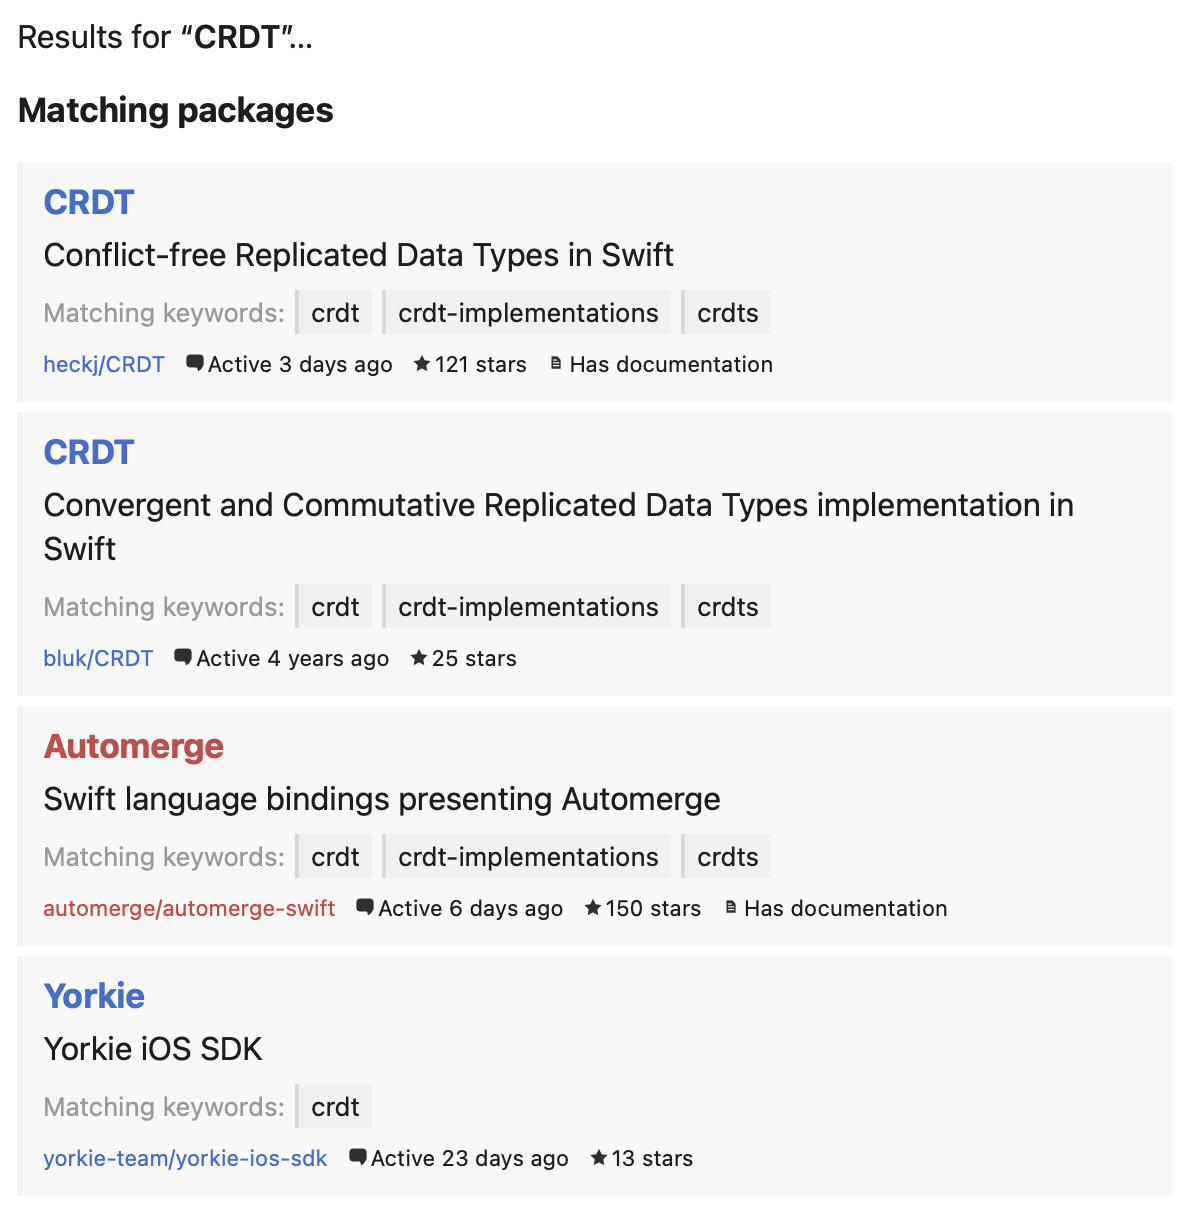 Results for “CRDT”...
Matching packages
CRDT
Conflict-free Replicated Data Types in Swift
Matching keywords: crdt crdt-implementations crdts
heckj/CRDT Active 3 days ago 121 stars Has documentation
CRDT
Convergent and Commutative Replicated Data Types implementation in
Swift
Matching keywords: crdt crdt-implementations crdts
bluk/CRDT Active 4 years ago 25 stars
Automerge
Swift language bindings presenting Automerge
Matching keywords: crdt crdt-implementations crdts
automerge/automerge-swift Active 6 days ago 150 stars Has documentation
Yorkie
Yorkie iOS SDK
Matching keywords: crdt
yorkie-team/yorkie-ios-sdk Active 23 days ago 13 stars